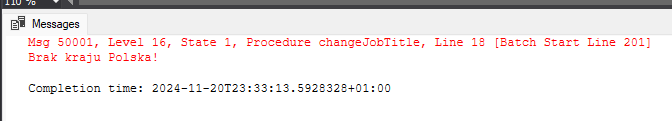 110 %
Messages
Msg 50001, Level 16, State 1, Procedure changeJobTitle, Line 18 [Batch Start Line 201]
Brak kraju Polska!
Completion time: 2024-11-20T23:33:13.5928328+01:00